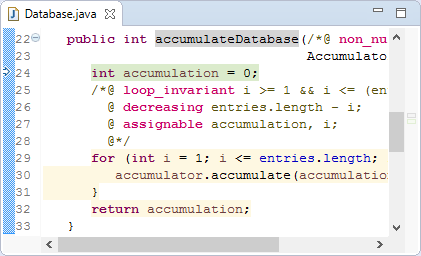 Database.java
22 public int accumulateDatabase(/*@ non_nu
23 Accumulato
24 int accumulation = 0;
25 /*@ loop_invariant i >= 1 && i <= (en
26 @ decreasing entries.length - i;
27 @ assignable accumulation, i;
28 @*/
29 for (int i = 1; i <= entries.length;
30 accumulator.accumulate(accumulation
31 }
32 return accumulation;
33 }